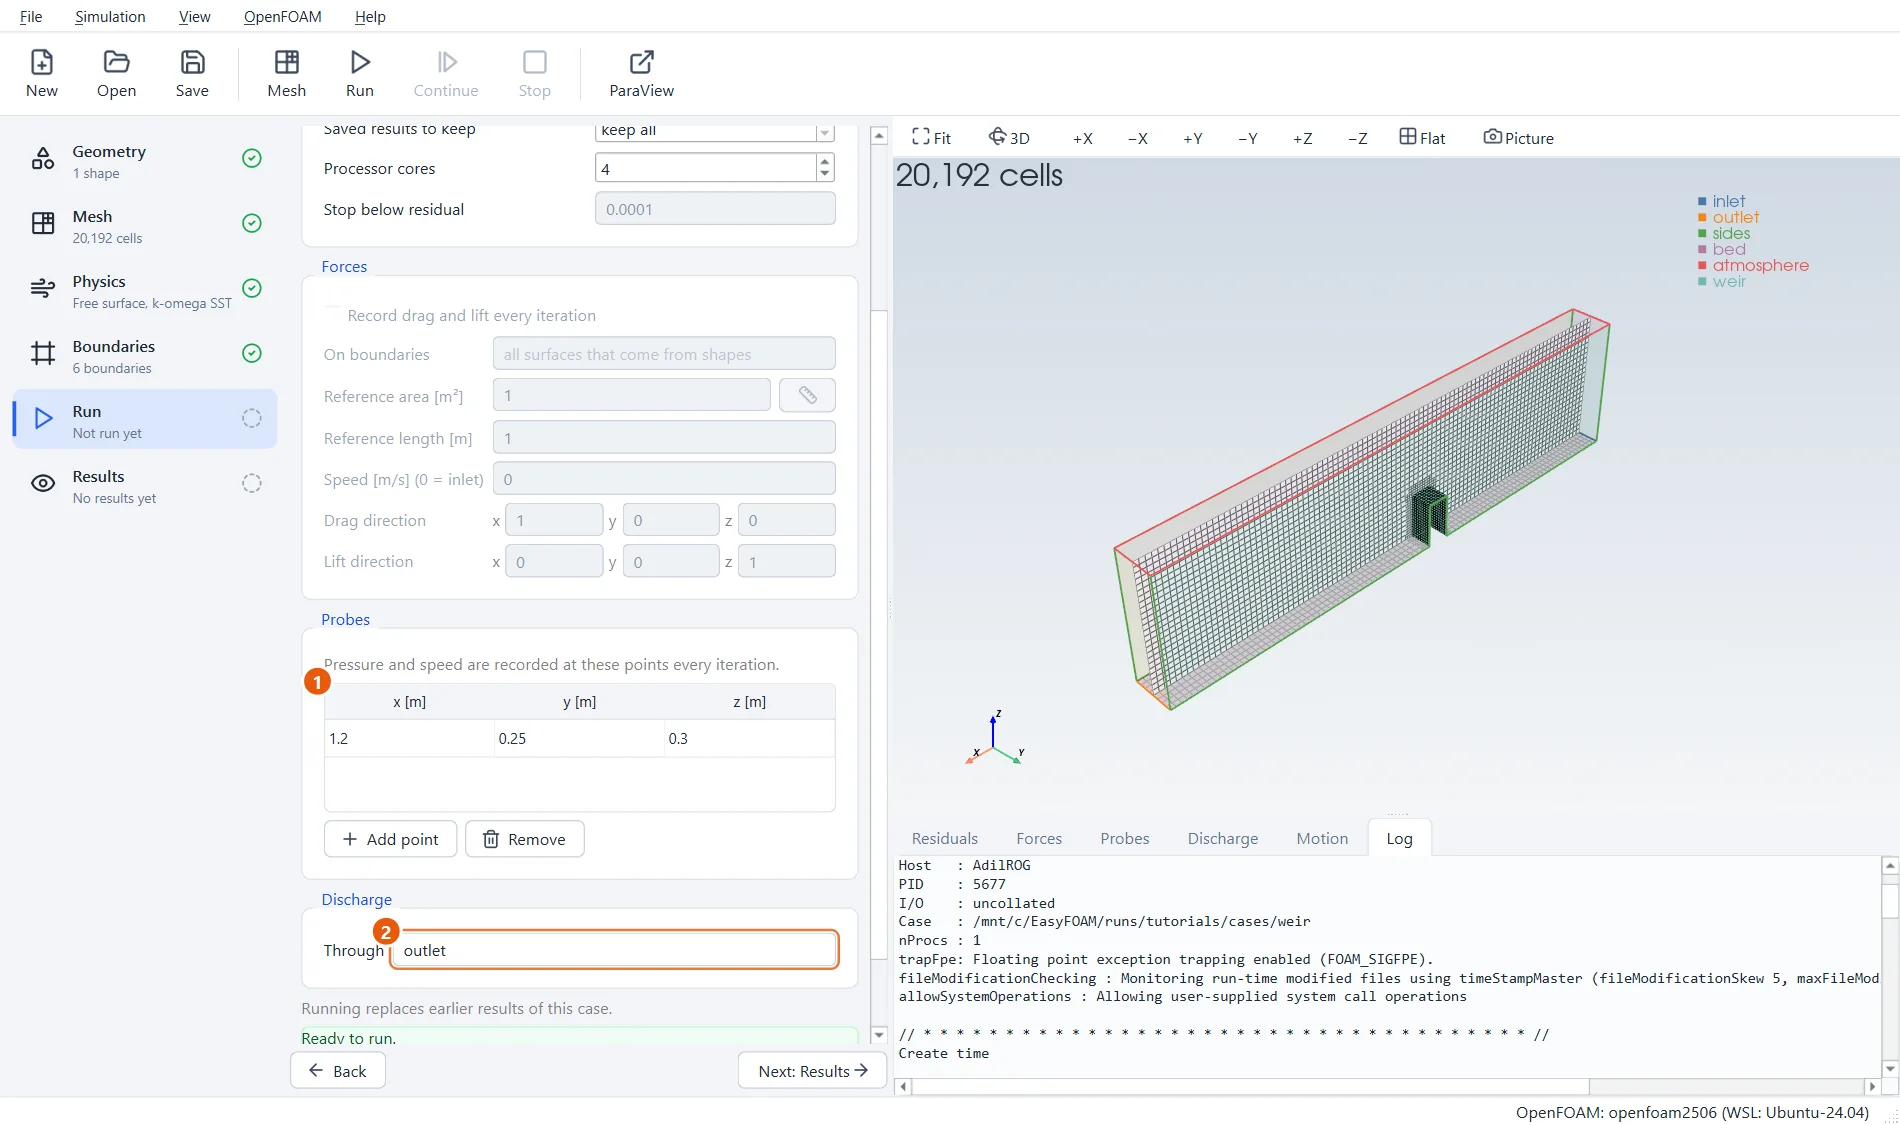 File Simulation View OpenFOAM Help
New Open Save Mesh Run Continue Stop ParaView
Geometry
1 shape
Mesh
20,192 cells
Physics
Free surface, k-omega SST
Boundaries
6 boundaries
Run
Not run yet
Results
No results yet
Saved results to keep keep all
Processor cores 4
Stop below residual 0.0001
Forces
Record drag and lift every iteration
On boundaries all surfaces that come from shapes
Reference area [m²] 1
Reference length [m] 1
Speed [m/s] (0 = inlet) 0
Drag direction x 1 y 0 z 0
Lift direction x 0 y 0 z 1
Probes
Pressure and speed are recorded at these points every iteration.
1
x [m] y [m] z [m]
1.2 0.25 0.3
Add point Remove
Discharge
2
Through outlet
Running replaces earlier results of this case.
Ready to run.
Back Next: Results
Fit 3D +X −X +Y −Y +Z −Z Flat Picture
20,192 cells
inlet
outlet
sides
bed
atmosphere
weir
Z
X Y
Residuals Forces Probes Discharge Motion Log
Host : AdilROG
PID : 5677
I/O : uncollated
Case : /mnt/c/EasyFOAM/runs/tutorials/cases/weir
nProcs : 1
trapFpe: Floating point exception trapping enabled (FOAM_SIGFPE).
fileModificationChecking : Monitoring run-time modified files using timeStampMaster (fileModificationSkew 5, maxFileMod
allowSystemOperations : Allowing user-supplied system call operations
// * * * * * * * * * * * * * * * * * * * * * * * * * * * * * * * * * * * * * //
Create time
OpenFOAM: openfoam2506 (WSL: Ubuntu-24.04)